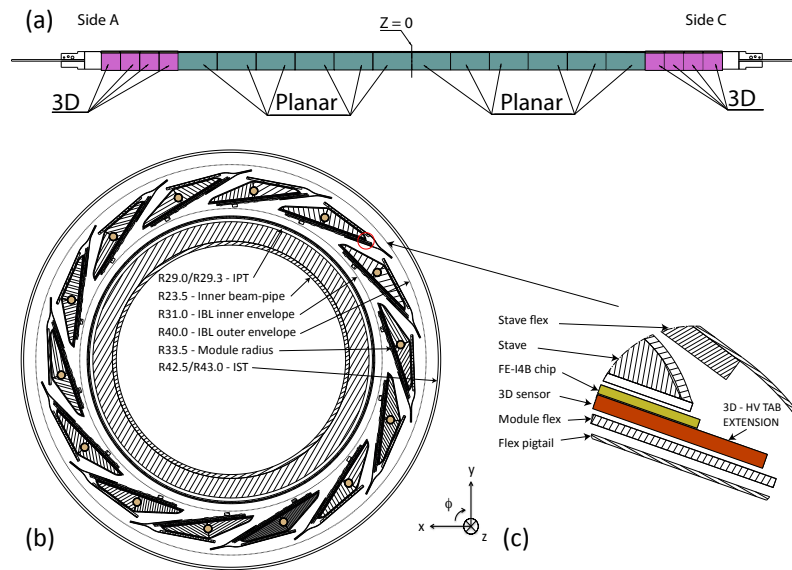 (a)
Side A
Z = 0
Side C
3D
Planar
Planar
3D
R29.0/R29.3 - IPT
R23.5 - Inner beam-pipe
R31.0 - IBL inner envelope
R40.0 - IBL outer envelope
R33.5 - Module radius
R42.5/R43.0 - IST
Stave flex
Stave
FE-I4B chip
3D sensor
Module flex
Flex pigtail
3D - HV TAB
EXTENSION
y
ϕ
x
z
(b)
(c)